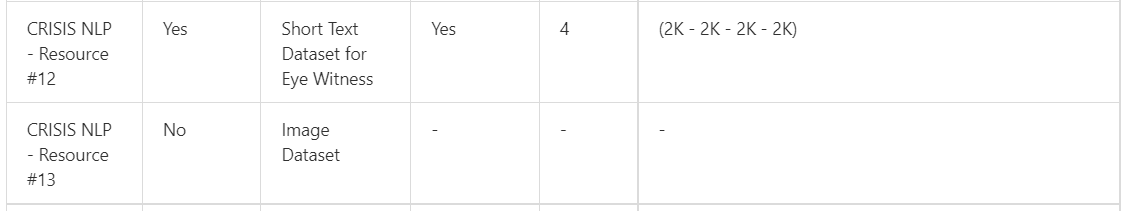 CRISIS NLP - Resource #12 Yes Short Text Dataset for Eye Witness Yes 4 (2K - 2K - 2K - 2K)
CRISIS NLP - Resource #13 No Image Dataset - - -